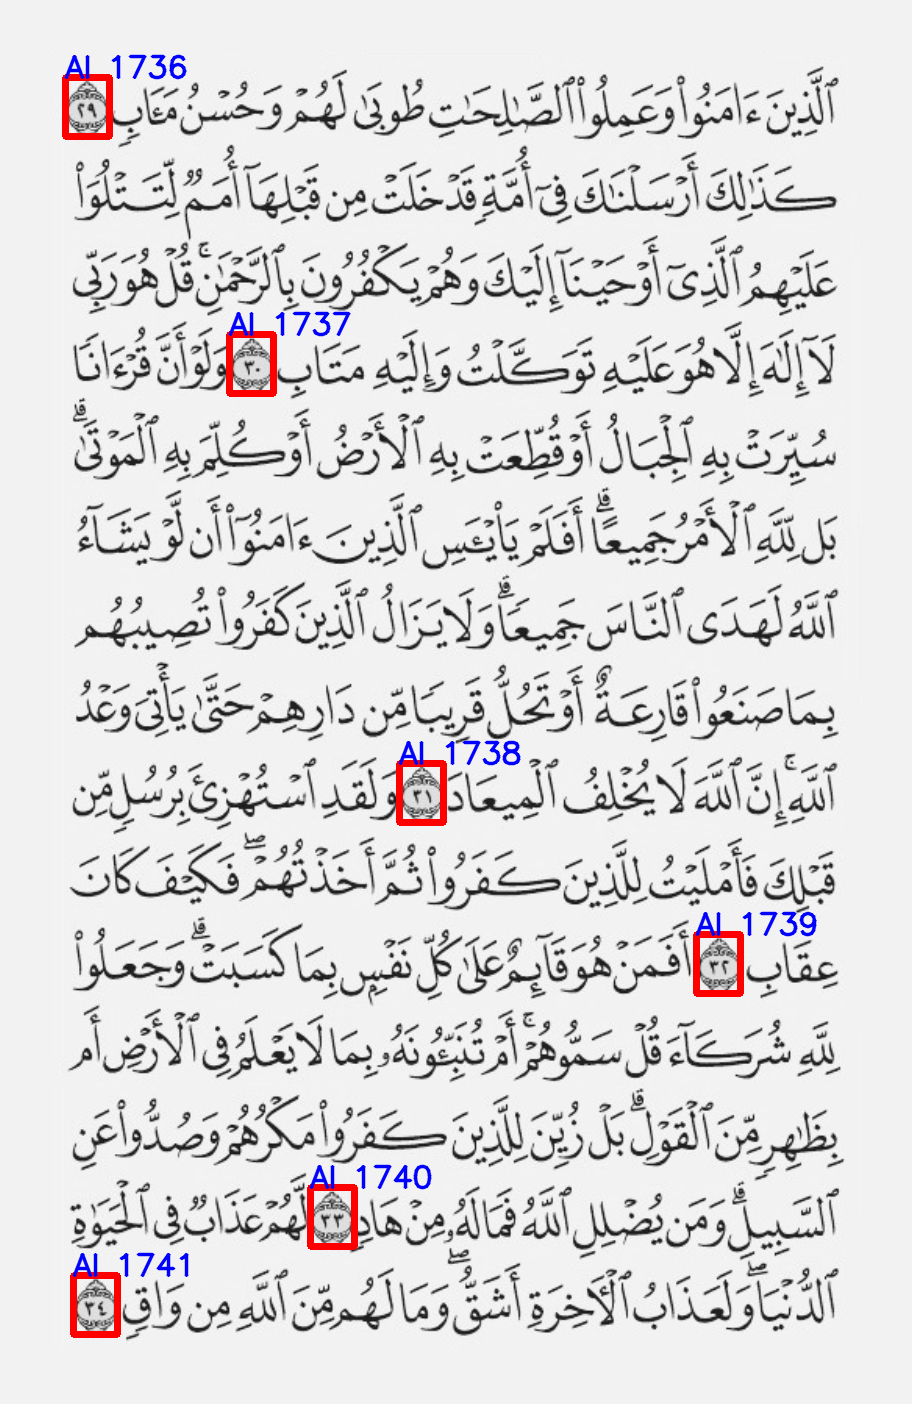 AI 1736
ٱلَّذِينَ ءَامَنُوا۟ وَعَمِلُوا۟ ٱلصَّـٰلِحَـٰتِ طُوبَىٰ لَهُمْ وَحُسْنُ مَـَٔابٍ ٢٩
كَذَٰلِكَ أَرْسَلْنَـٰكَ فِىٓ أُمَّةٍ قَدْ خَلَتْ مِن قَبْلِهَآ أُمَمٌ لِّتَتْلُوَا۟
عَلَيْهِمُ ٱلَّذِىٓ أَوْحَيْنَآ إِلَيْكَ وَهُمْ يَكْفُرُونَ بِٱلرَّحْمَـٰنِ ۚ قُلْ هُوَ رَبِّى
AI 1737
لَآ إِلَـٰهَ إِلَّا هُوَ عَلَيْهِ تَوَكَّلْتُ وَإِلَيْهِ مَتَابِ ٣٠ وَلَوْ أَنَّ قُرْءَانًا
سُيِّرَتْ بِهِ ٱلْجِبَالُ أَوْ قُطِّعَتْ بِهِ ٱلْأَرْضُ أَوْ كُلِّمَ بِهِ ٱلْمَوْتَىٰ ۗ
بَل لِّلَّهِ ٱلْأَمْرُ جَمِيعًا ۗ أَفَلَمْ يَا۟يْـَٔسِ ٱلَّذِينَ ءَامَنُوٓا۟ أَن لَّوْ يَشَآءُ
ٱللَّهُ لَهَدَى ٱلنَّاسَ جَمِيعًا ۗ وَلَا يَزَالُ ٱلَّذِينَ كَفَرُوا۟ تُصِيبُهُم
بِمَا صَنَعُوا۟ قَارِعَةٌ أَوْ تَحُلُّ قَرِيبًا مِّن دَارِهِمْ حَتَّىٰ يَأْتِىَ وَعْدُ
AI 1738
ٱللَّهِ ۚ إِنَّ ٱللَّهَ لَا يُخْلِفُ ٱلْمِيعَادَ ٣١ وَلَقَدِ ٱسْتُهْزِئَ بِرُسُلٍ مِّن
قَبْلِكَ فَأَمْلَيْتُ لِلَّذِينَ كَفَرُوا۟ ثُمَّ أَخَذْتُهُمْ ۖ فَكَيْفَ كَانَ
AI 1739
عِقَابِ ٣٢ أَفَمَنْ هُوَ قَآئِمٌ عَلَىٰ كُلِّ نَفْسٍۭ بِمَا كَسَبَتْ ۗ وَجَعَلُوا۟
لِلَّهِ شُرَكَآءَ قُلْ سَمُّوهُمْ ۚ أَمْ تُنَبِّـُٔونَهُۥ بِمَا لَا يَعْلَمُ فِى ٱلْأَرْضِ أَم
بِظَـٰهِرٍ مِّنَ ٱلْقَوْلِ ۗ بَلْ زُيِّنَ لِلَّذِينَ كَفَرُوا۟ مَكْرُهُمْ وَصُدُّوا۟ عَنِ
AI 1740
ٱلسَّبِيلِ ۗ وَمَن يُضْلِلِ ٱللَّهُ فَمَا لَهُۥ مِنْ هَادٍ ٣٣ لَّهُمْ عَذَابٌ فِى ٱلْحَيَوٰةِ
AI 1741
ٱلدُّنْيَا ۖ وَلَعَذَابُ ٱلْـَٔاخِرَةِ أَشَقُّ ۖ وَمَا لَهُم مِّنَ ٱللَّهِ مِن وَاقٍ ٣٤